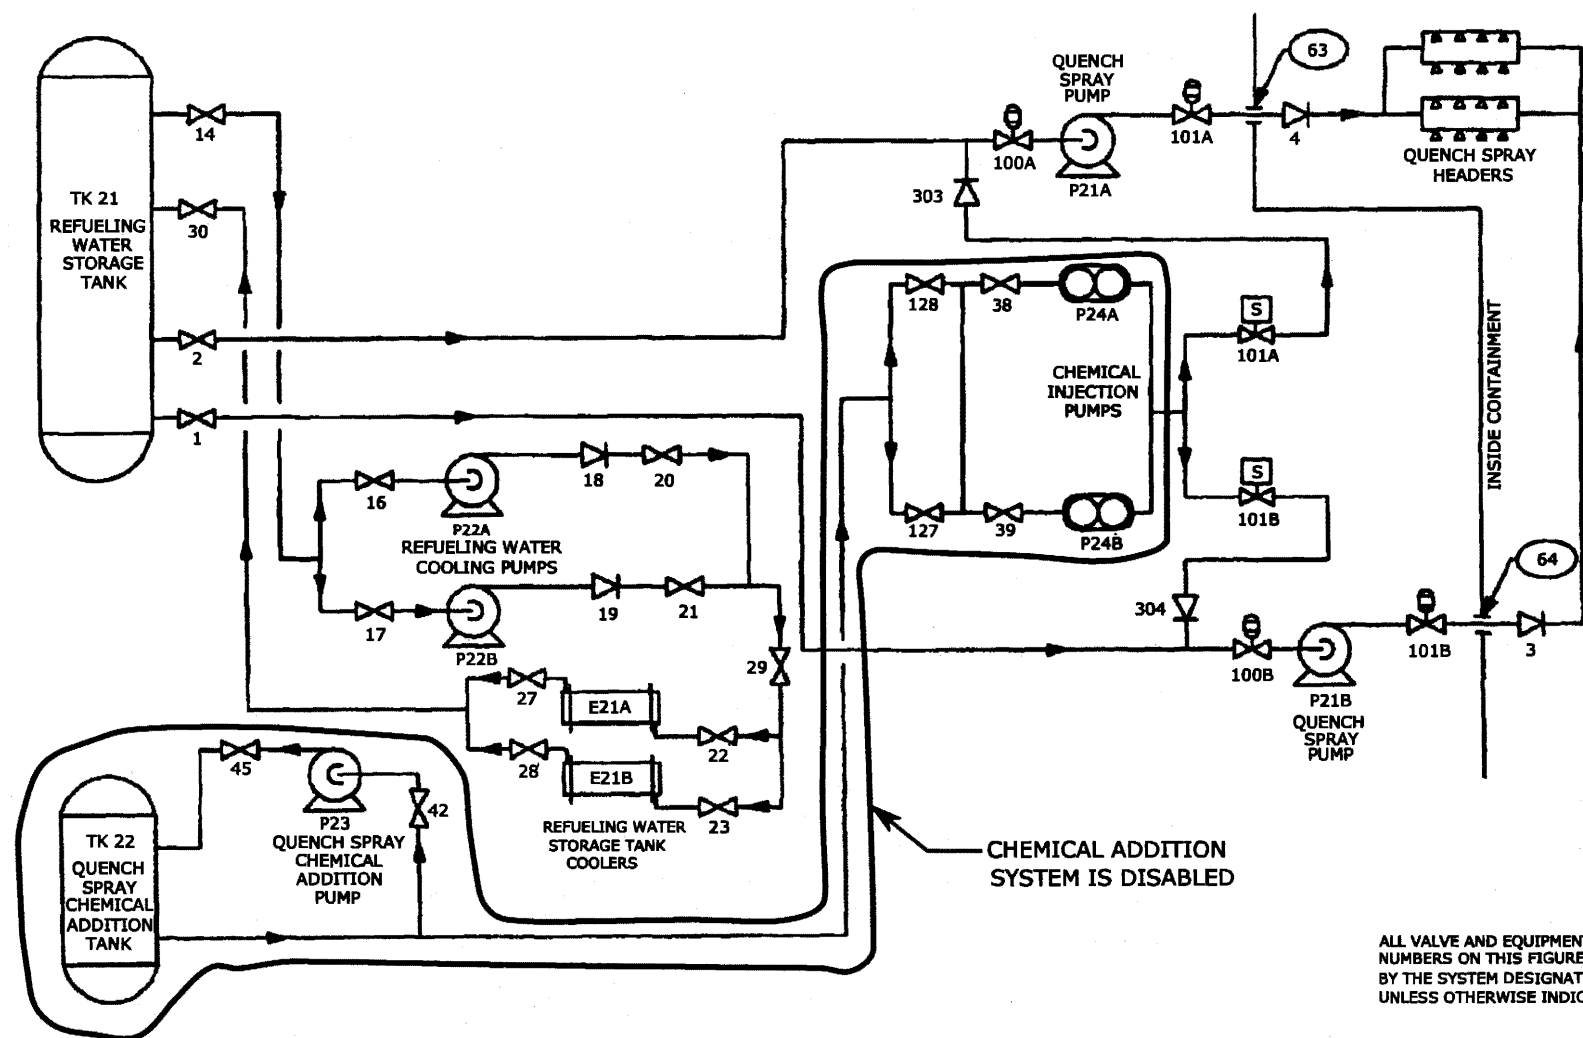 TK 21
REFUELING
WATER
STORAGE
TANK
14
30
2
1
QUENCH
SPRAY
PUMP
100A
P21A
101A
63
4
QUENCH SPRAY
HEADERS
303
128
38
P24A
CHEMICAL
INJECTION
PUMPS
S
101A
S
101B
127
39
P24B
INSIDE CONTAINMENT
16
P22A
18
20
REFUELING WATER
COOLING PUMPS
17
P22B
19
21
29
27
E21A
22
28
E21B
23
REFUELING WATER
STORAGE TANK
COOLERS
304
100B
P21B
QUENCH
SPRAY
PUMP
101B
64
3
45
P23
42
QUENCH SPRAY
CHEMICAL
ADDITION
PUMP
TK 22
QUENCH
SPRAY
CHEMICAL
ADDITION
TANK
CHEMICAL ADDITION
SYSTEM IS DISABLED
ALL VALVE AND EQUIPMEN
NUMBERS ON THIS FIGURE
BY THE SYSTEM DESIGNAT
UNLESS OTHERWISE INDIC